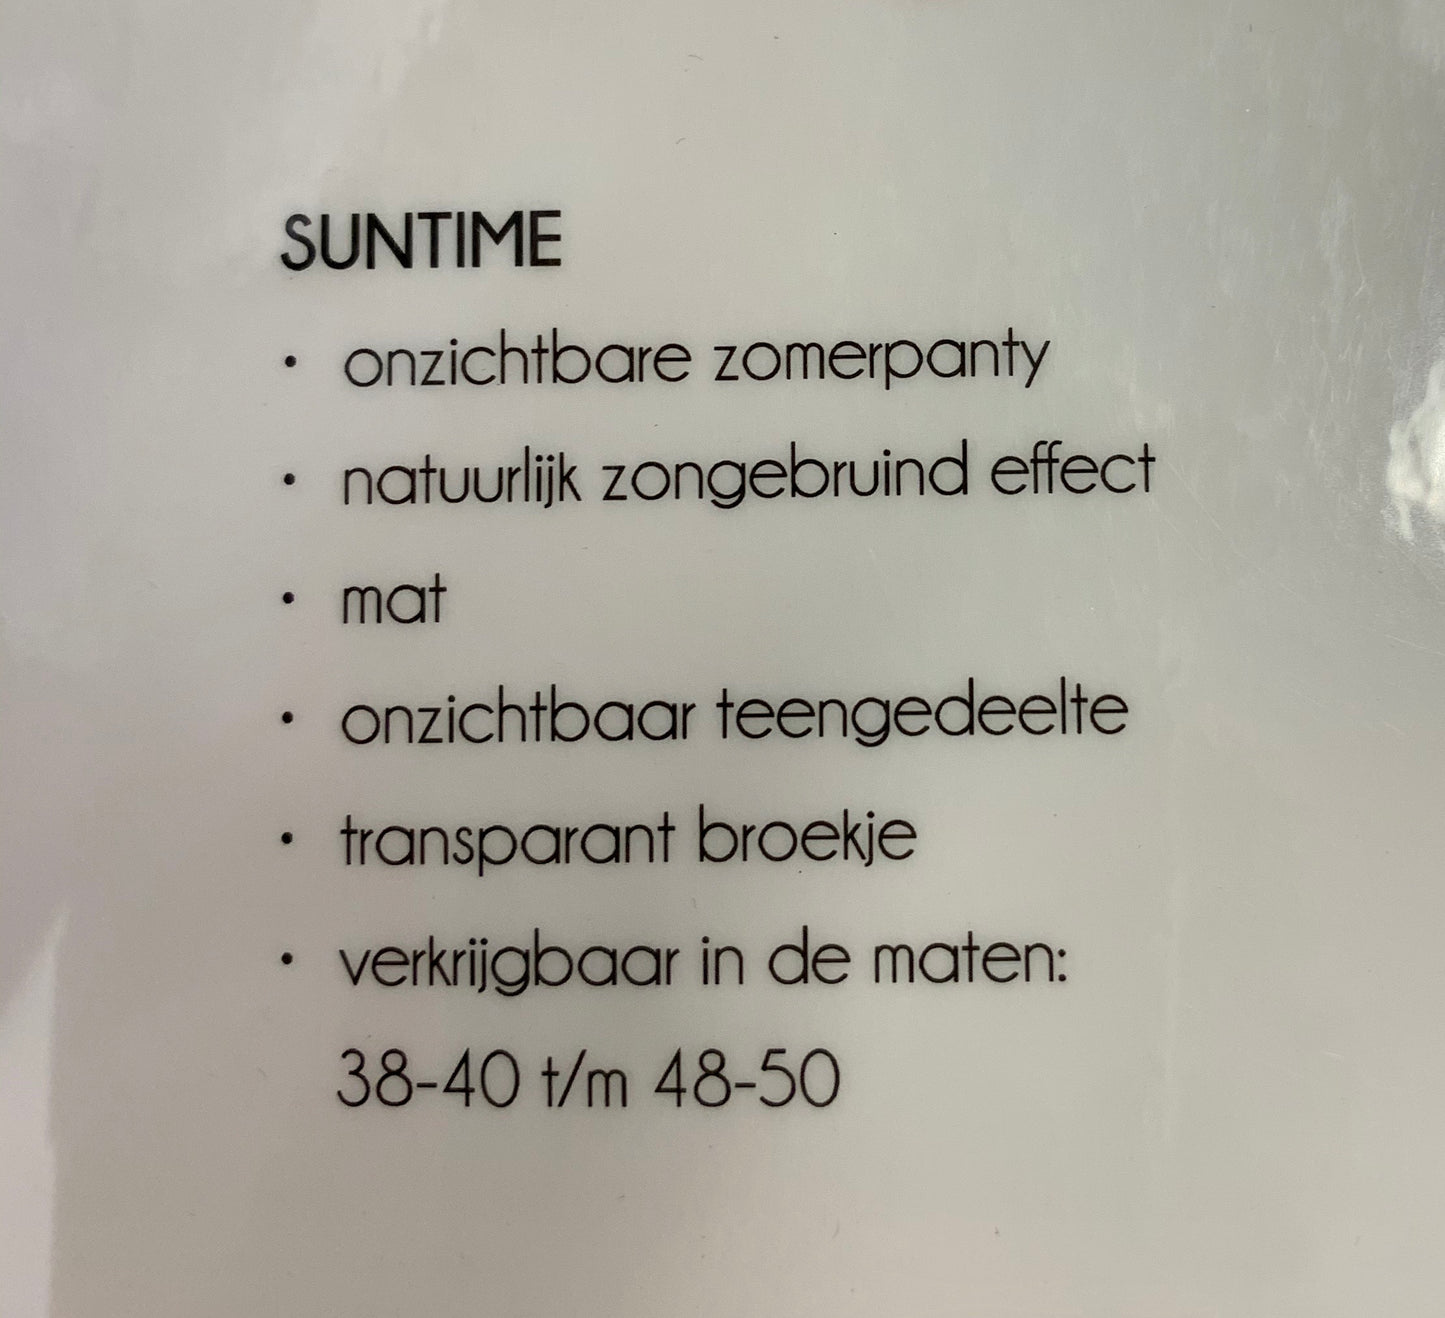 SUNTIME
• onzichtbare zomerpanty
• natuurlijk zongebruind effect
• mat
• onzichtbaar teengedeelte
• transparant broekje
• verkrijgbaar in de maten:
38-40 t/m 48-50